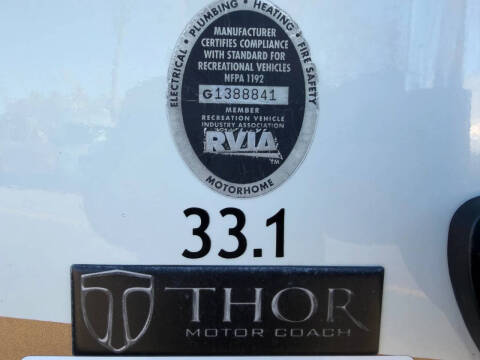 ELECTRICAL • PLUMBING • HEATING • FIRE SAFETY
MANUFACTURER
CERTIFIES COMPLIANCE
WITH STANDARD FOR
RECREATIONAL VEHICLES
NFPA 1192
G1388841
MEMBER
RECREATION VEHICLE
INDUSTRY ASSOCIATION
RVIA
TM
MOTORHOME
33.1
THOR
MOTOR COACH